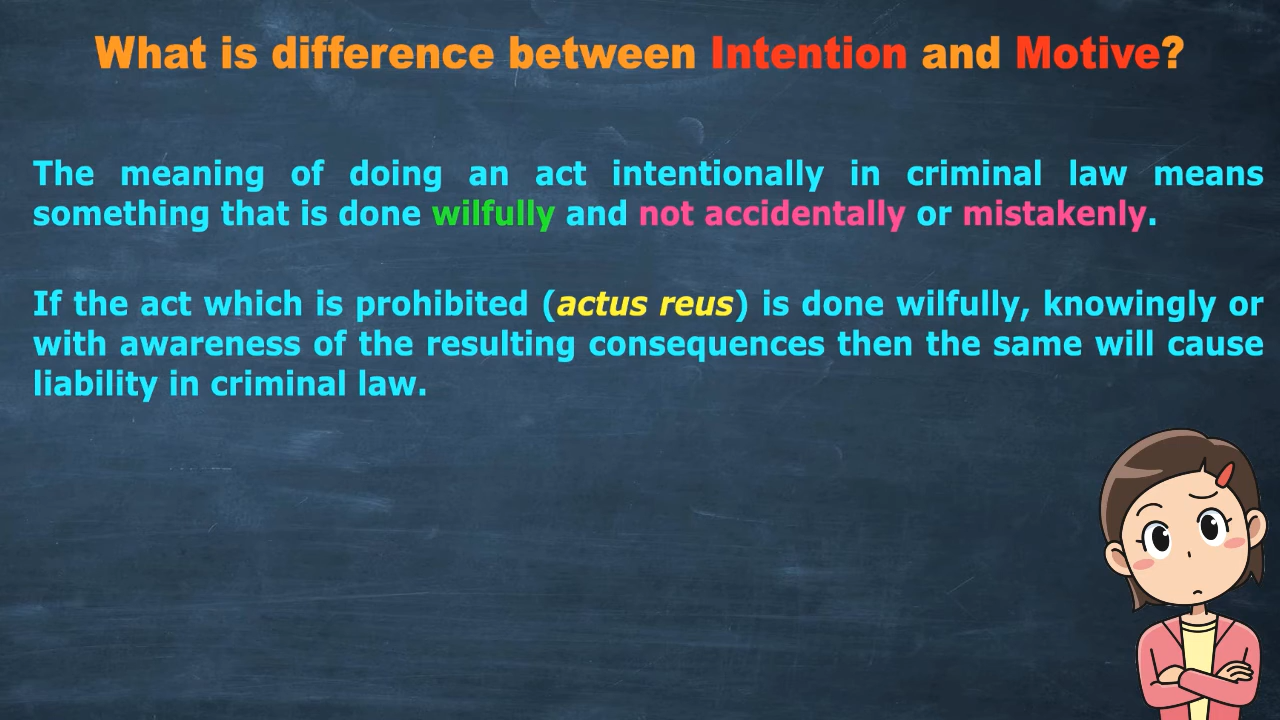 What is difference between Intention and Motive?
The meaning of doing an act intentionally in criminal law means
something that is done wilfully and not accidentally or mistakenly.
If the act which is prohibited (actus reus) is done wilfully, knowingly or
with awareness of the resulting consequences then the same will cause
liability in criminal law.